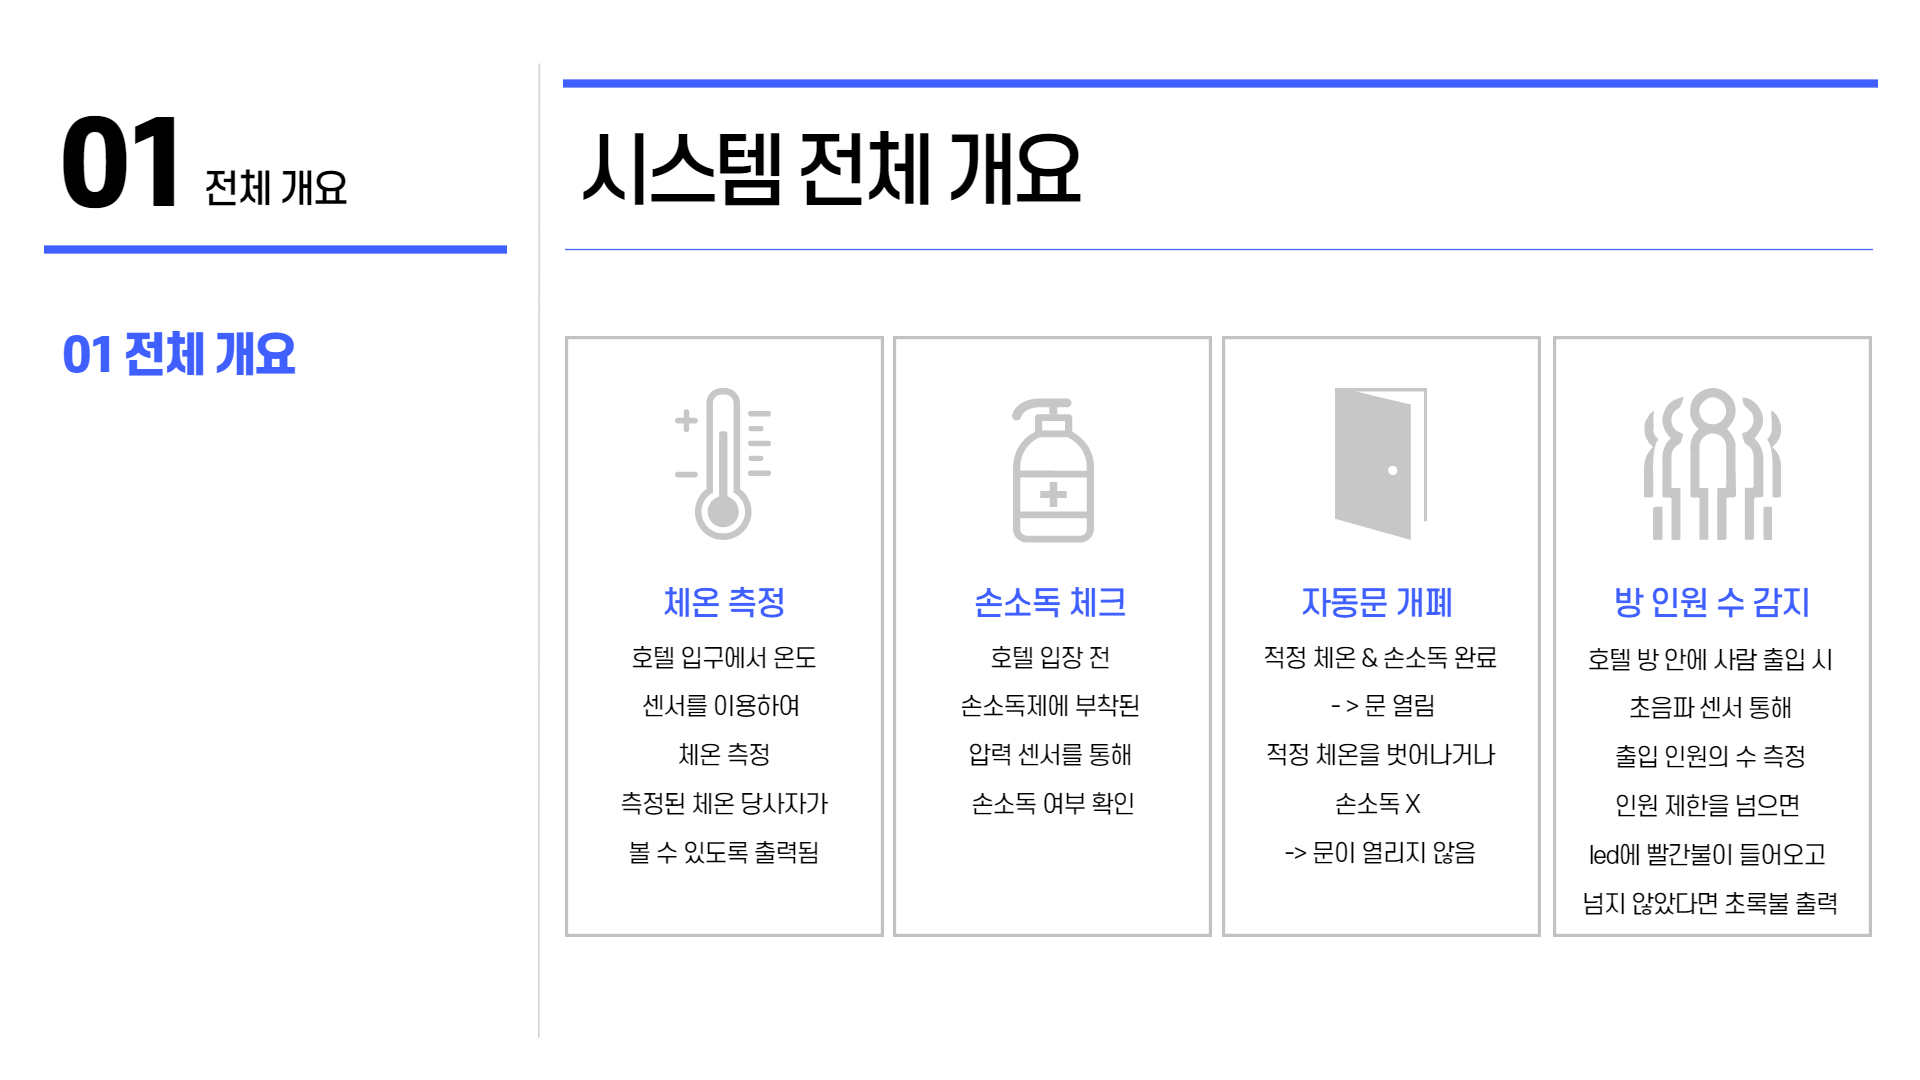 01 전체 개요
01 전체 개요
시스템 전체 개요
체온 측정
호텔 입구에서 온도
센서를 이용하여
체온 측정
측정된 체온 당사자가
볼 수 있도록 출력됨
손소독 체크
호텔 입장 전
손소독제에 부착된
압력 센서를 통해
손소독 여부 확인
자동문 개폐
적정 체온 & 손소독 완료
- > 문 열림
적정 체온을 벗어나거나
손소독 X
-> 문이 열리지 않음
방 인원 수 감지
호텔 방 안에 사람 출입 시
초음파 센서 통해
출입 인원의 수 측정
인원 제한을 넘으면
led에 빨간불이 들어오고
넘지 않았다면 초록불 출력